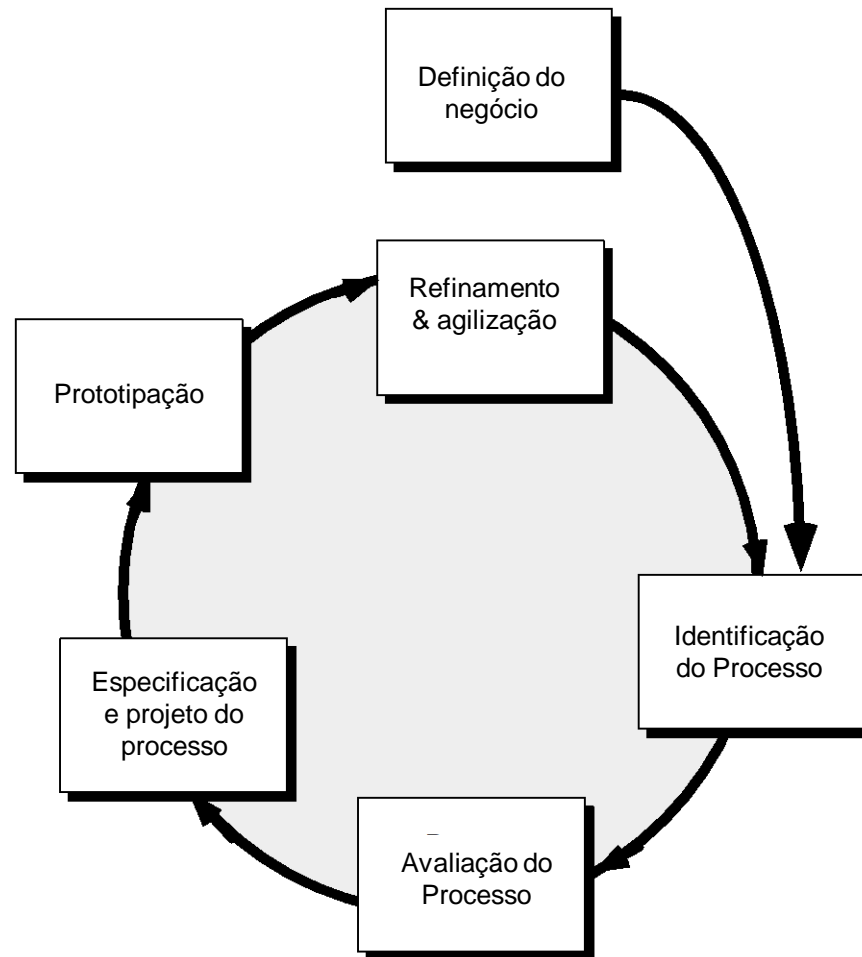 Definição do
negócio
Refinamento
& agilização
Prototipação
Identificação
do Processo
Especificação
e projeto do
processo
Avaliação do
Processo